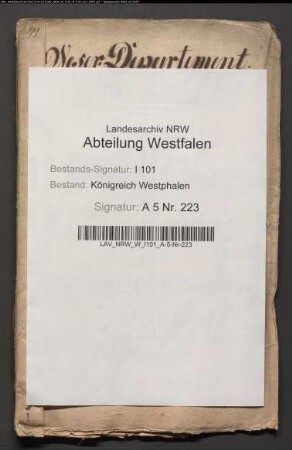 Weser Departement.
Landesarchiv NRW
Abteilung Westfalen
Bestands-Signatur: I 101
Bestand: Königreich Westphalen
Signatur: A 5 Nr. 223
LAV_NRW_W_I101_A-5-Nr-223